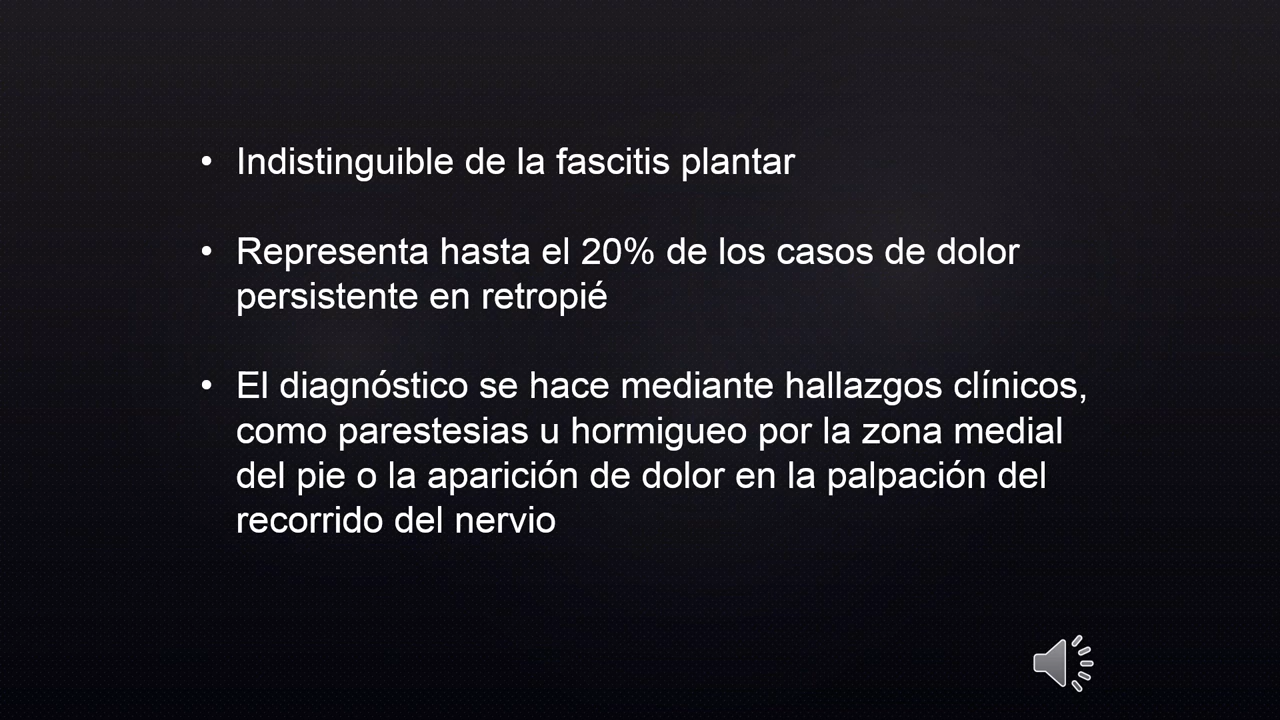 • Indistinguible de la fascitis plantar
• Representa hasta el 20% de los casos de dolor
persistente en retropié
• El diagnóstico se hace mediante hallazgos clínicos,
como parestesias u hormigueo por la zona medial
del pie o la aparición de dolor en la palpación del
recorrido del nervio